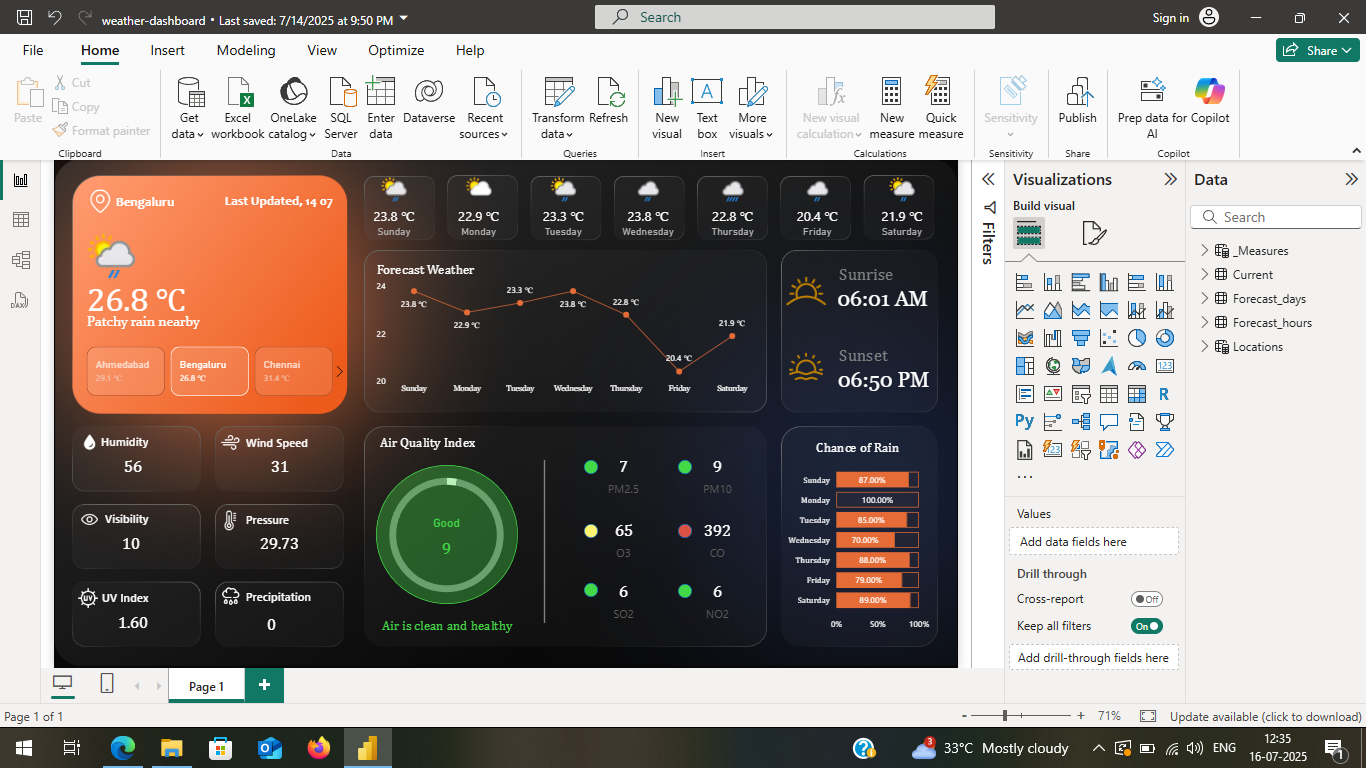 weather-dashboard • Last saved: 7/14/2025 at 9:50 PM
Search
Sign in
File Home Insert Modeling View Optimize Help
Share
Paste
Cut
Copy
Format painter
Clipboard
Get data
Excel workbook
OneLake catalog
SQL Server
Enter data
Dataverse
Recent sources
Data
Transform data
Refresh
Queries
New visual
Text box
More visuals
Insert
New visual calculation
New measure
Quick measure
Calculations
Sensitivity
Sensitivity
Publish
Share
Prep data for AI
Copilot
Copilot
Bengaluru
Last Updated, 14 07
26.8 ℃
Patchy rain nearby
Ahmedabad
29.1 ℃
Bengaluru
26.8 ℃
Chennai
31.4 ℃
23.8 ℃
Sunday
22.9 ℃
Monday
23.3 ℃
Tuesday
23.8 ℃
Wednesday
22.8 ℃
Thursday
20.4 ℃
Friday
21.9 ℃
Saturday
Forecast Weather
24
22
20
23.8 ℃
22.9 ℃
23.3 ℃
23.8 ℃
22.8 ℃
20.4 ℃
21.9 ℃
Sunday Monday Tuesday Wednesday Thursday Friday Saturday
Sunrise
06:01 AM
Sunset
06:50 PM
Humidity
56
Wind Speed
31
Visibility
10
Pressure
29.73
UV
UV Index
1.60
Precipitation
0
Air Quality Index
Good
9
Air is clean and healthy
7
PM2.5
9
PM10
65
O3
392
CO
6
SO2
6
NO2
Chance of Rain
Sunday 87.00%
Monday 100.00%
Tuesday 85.00%
Wednesday 70.00%
Thursday 88.00%
Friday 79.00%
Saturday 89.00%
0% 50% 100%
Filters
Visualizations
Build visual
123
R
Py
123
...
Values
Add data fields here
Drill through
Cross-report
Off
Keep all filters
On
Add drill-through fields here
Data
Search
_Measures
Current
Forecast_days
Forecast_hours
Locations
DAX
Page 1
+
Page 1 of 1
- + 71%
Update available (click to download)
3
33°C Mostly cloudy
ENG
12:35
16-07-2025
1